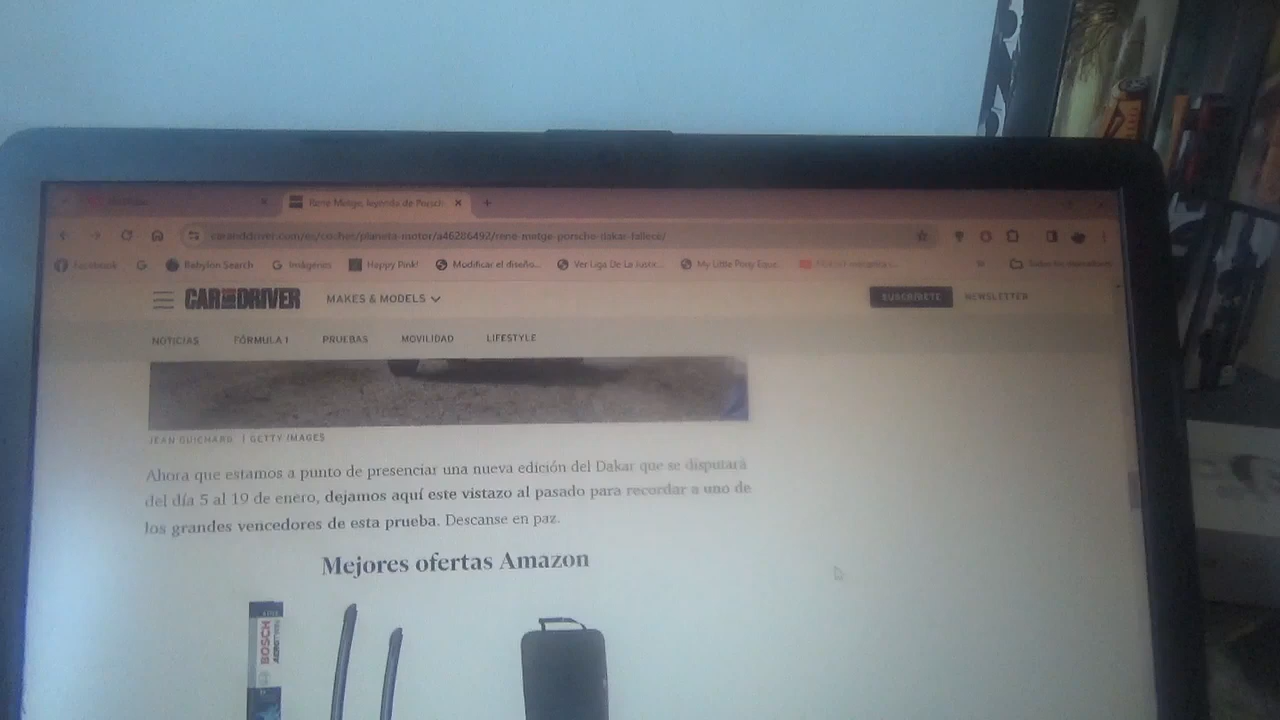 René Metge, leyenda de Porsch
caranddriver.com/es/coches/planeta-motor/a46286492/rene-metge-porsche-dakar-fallece/
Facebook G Babylon Search Imágenes Happy Pink! Modificar el diseño... Ver Liga De La Justic... My Little Pony Eque...
CAR AND DRIVER MAKES & MODELS SUSCRÍBETE NEWSLETTER
NOTICIAS FÓRMULA 1 PRUEBAS MOVILIDAD LIFESTYLE
JEAN GUICHARD | GETTY IMAGES
Ahora que estamos a punto de presenciar una nueva edición del Dakar que se disputará
del día 5 al 19 de enero, dejamos aquí este vistazo al pasado para recordar a uno de
los grandes vencedores de esta prueba. Descanse en paz.
Mejores ofertas Amazon
BOSCH
AEROTWIN